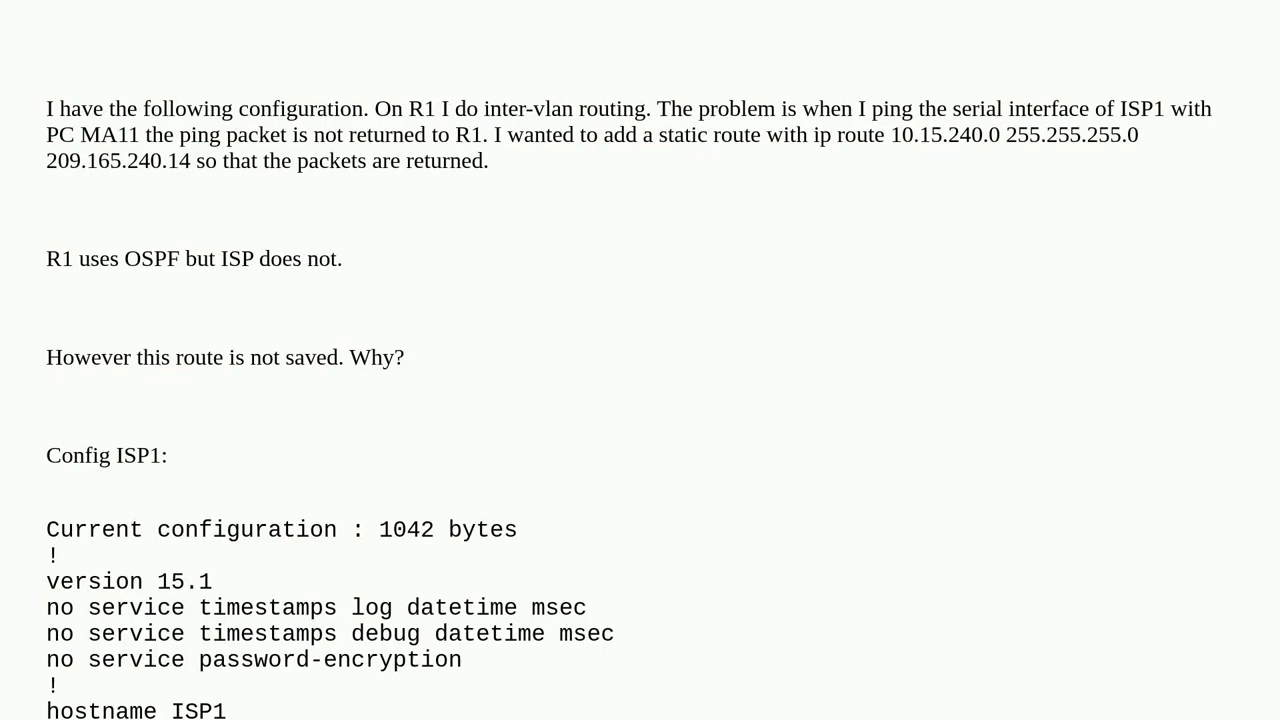 I have the following configuration. On R1 I do inter-vlan routing. The problem is when I ping the serial interface of ISP1 with
PC MA11 the ping packet is not returned to R1. I wanted to add a static route with ip route 10.15.240.0 255.255.255.0
209.165.240.14 so that the packets are returned.
R1 uses OSPF but ISP does not.
However this route is not saved. Why?
Config ISP1:
Current configuration : 1042 bytes
!
version 15.1
no service timestamps log datetime msec
no service timestamps debug datetime msec
no service password-encryption
!
hostname ISP1